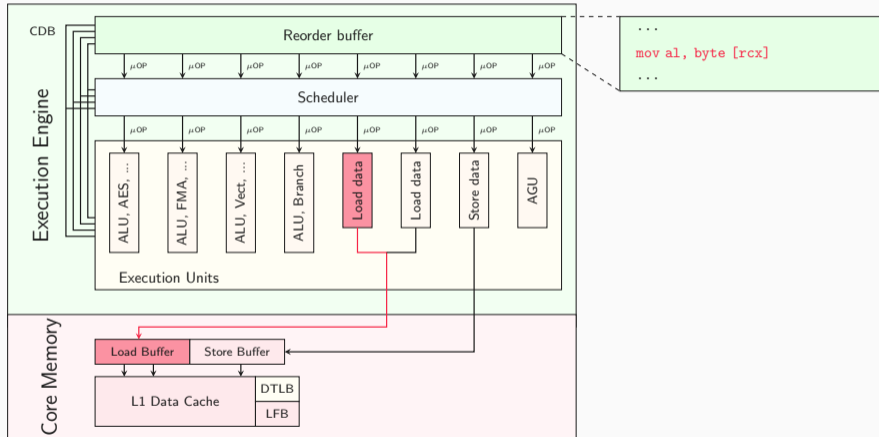 CDB
Reorder buffer
...
mov al, byte [rcx]
...
μOP μOP μOP μOP μOP μOP μOP μOP
Scheduler
μOP μOP μOP μOP μOP μOP μOP μOP
Execution Engine
ALU, AES, ...
ALU, FMA, ...
ALU, Vect, ...
ALU, Branch
Load data
Load data
Store data
AGU
Execution Units
Core Memory
Load Buffer
Store Buffer
L1 Data Cache
DTLB
LFB